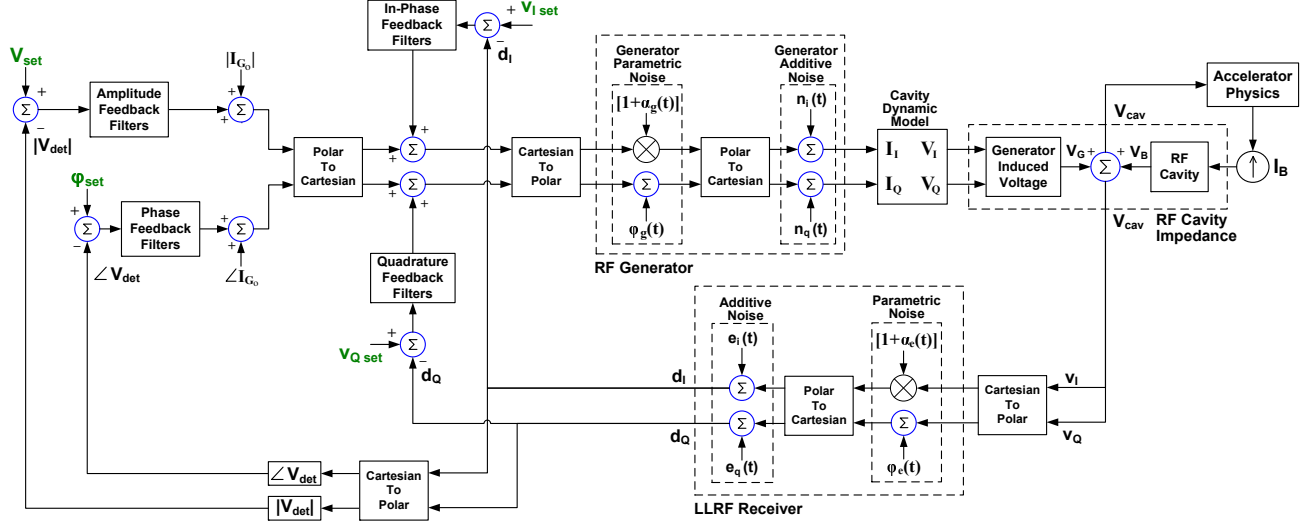 In-Phase
Feedback
Filters
Σ
+
V_I set
−
d_I
V_set
+
Σ
−
|V_det|
Amplitude
Feedback
Filters
|I_G₀|
+
Σ
+
φ_set
+
Σ
−
∠V_det
Phase
Feedback
Filters
+
Σ
+
∠I_G₀
Polar
To
Cartesian
+
+
Σ
+
Σ
+
Quadrature
Feedback
Filters
+
Σ
−
V_Q set
d_Q
Cartesian
To
Polar
Generator
Parametric
Noise
[1+α_g(t)]
Σ
φ_g(t)
Polar
To
Cartesian
Generator
Additive
Noise
n_i(t)
Σ
Σ
n_q(t)
RF Generator
Cavity
Dynamic
Model
I_I V_I
I_Q V_Q
Generator
Induced
Voltage
V_G
+
Σ
+
V_B
RF
Cavity
V_cav
V_cav
Accelerator
Physics
I_B
RF Cavity
Impedance
Additive
Noise
e_i(t)
Σ
Σ
e_q(t)
d_I
d_Q
Polar
To
Cartesian
Parametric
Noise
[1+α_e(t)]
Σ
φ_e(t)
Cartesian
To
Polar
v_I
v_Q
LLRF Receiver
∠V_det
|V_det|
Cartesian
To
Polar